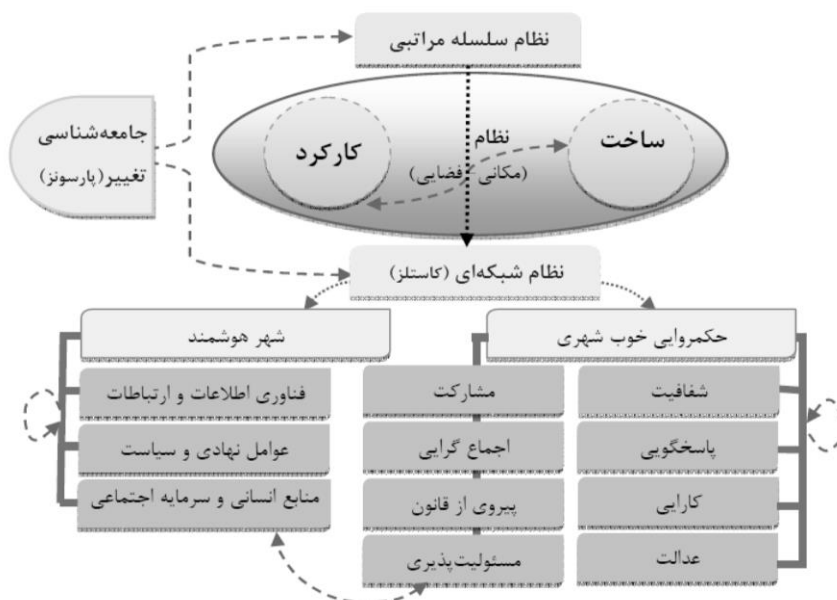 نظام سلسله مراتبی
جامعه‌شناسی
تغییر(پارسونز)
ساخت
نظام
(مکانی - فضایی)
کارکرد
نظام شبکه‌ای (کاستلز)
حکمروایی خوب شهری
شفافیت
پاسخگویی
کارایی
عدالت
مشارکت
اجماع گرایی
پیروی از قانون
مسئولیت‌پذیری
شهر هوشمند
فناوری اطلاعات و ارتباطات
عوامل نهادی و سیاست
منابع انسانی و سرمایه اجتماعی